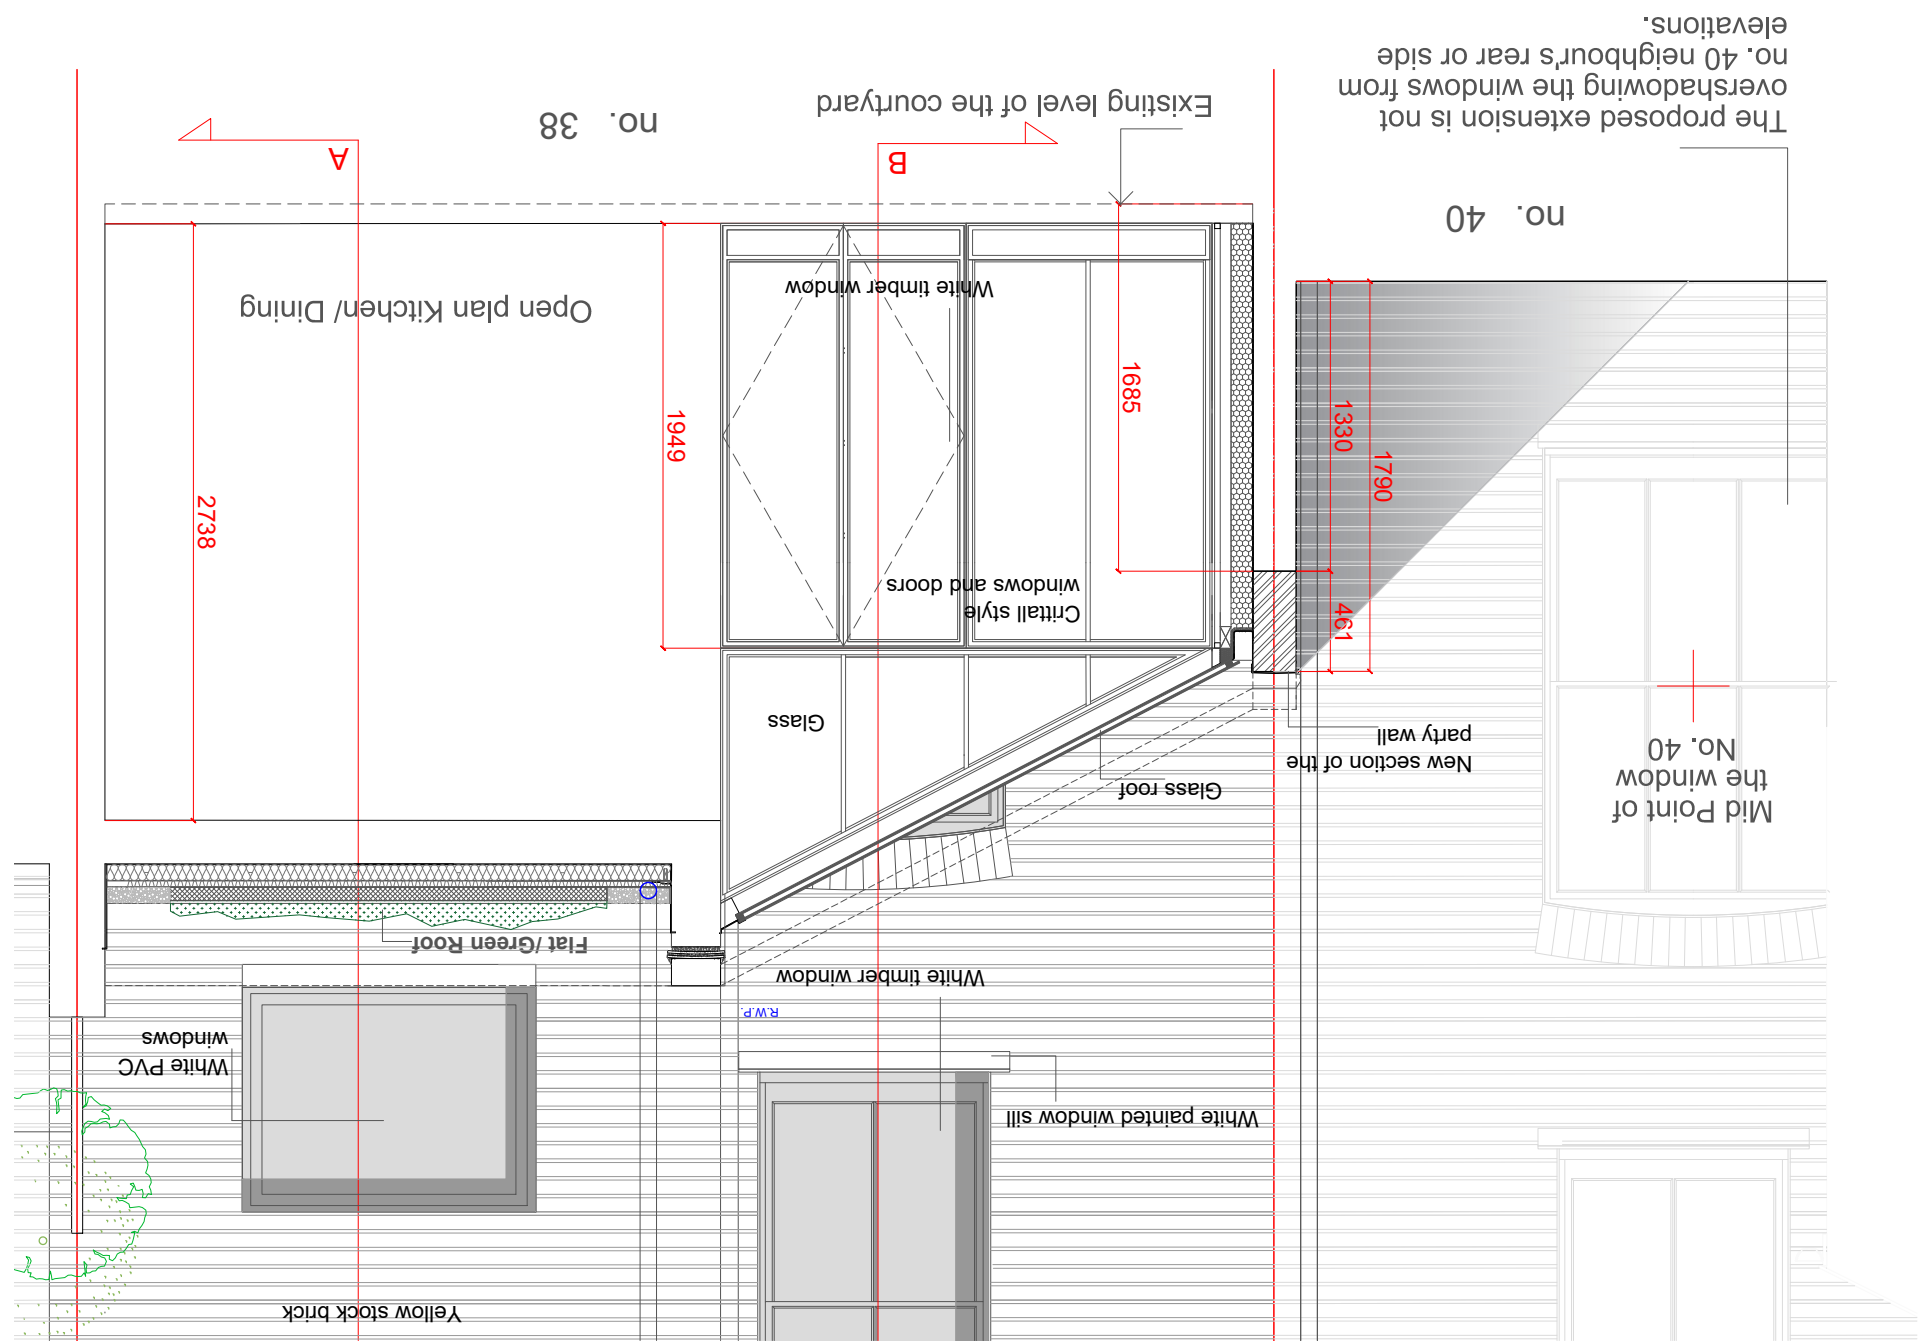 Yellow stock brick
White painted window sill
White PVC
windows
R.W.P.
White timber window
Flat/Green Roof
Mid Point of
the window
No. 40
Glass roof
New section of the
party wall
Glass
461
Crittall style
windows and doors
2738
1949
1790
1330
1685
Open plan Kitchen/ Dining
White timber window
no. 40
A
B
no. 38
Existing level of the courtyard
The proposed extension is not
overshadowing the windows from
no. 40 neighbour's rear or side
elevations.